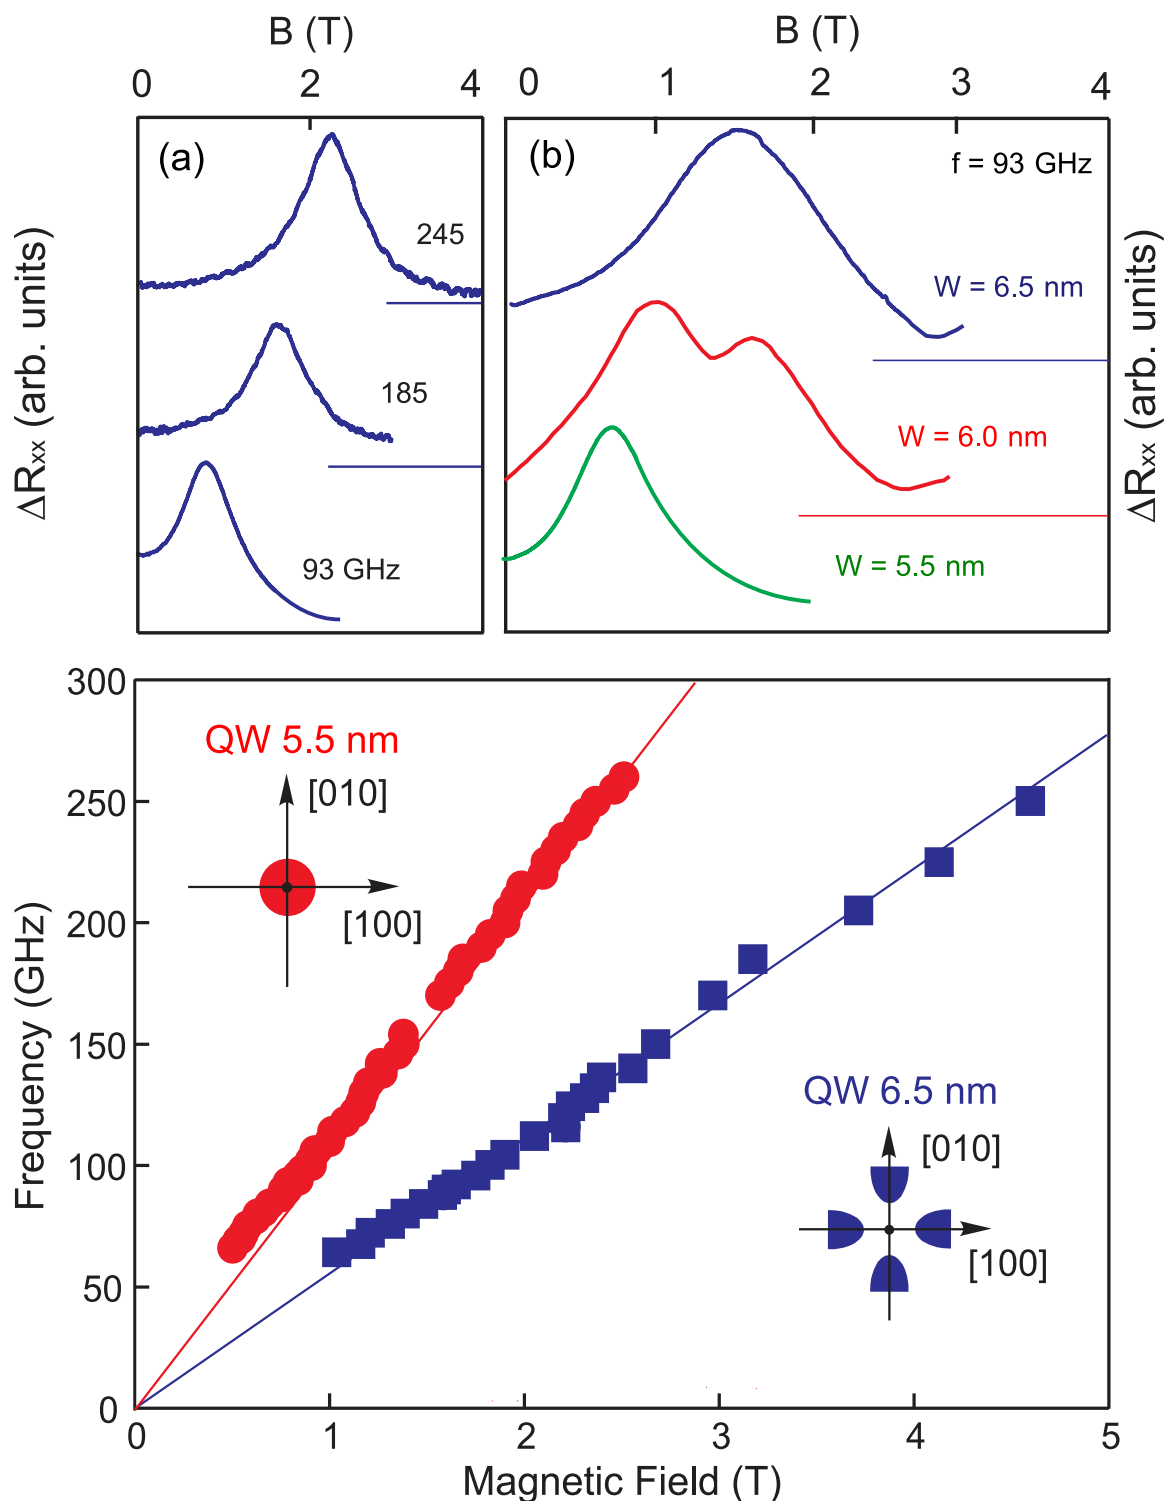 B (T)
B (T)
0 2 4
0 1 2 3 4
(a)
(b)
f = 93 GHz
245
W = 6.5 nm
185
W = 6.0 nm
93 GHz
W = 5.5 nm
ΔRxx (arb. units)
ΔRxx (arb. units)
300
250
200
150
100
50
0
Frequency (GHz)
QW 5.5 nm
[010]
[100]
QW 6.5 nm
[010]
[100]
0 1 2 3 4 5
Magnetic Field (T)